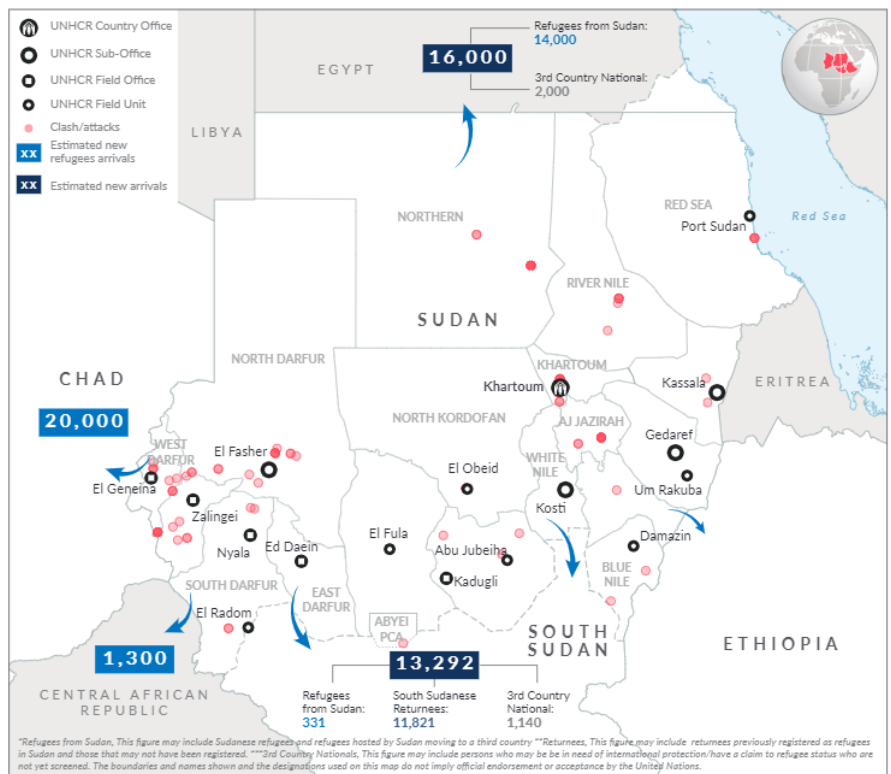 UNHCR Country Office
UNHCR Sub-Office
UNHCR Field Office
UNHCR Field Unit
Clash/attacks
XX Estimated new
refugees arrivals
XX Estimated new arrivals
EGYPT
16,000
Refugees from Sudan:
14,000
3rd Country National:
2,000
LIBYA
NORTHERN
RED SEA
Port Sudan
Red Sea
RIVER NILE
SUDAN
NORTH DARFUR
CHAD
20,000
KHARTOUM
Khartoum
Kassala
ERITREA
NORTH KORDOFAN
AJ JAZIRAH
Gedaref
WEST
DARFUR
El Fasher
El Geneina
WHITE
NILE
El Obeid
Um Rakuba
Kosti
Zalingei
Nyala
Ed Daein
El Fula
Abu Jubeiha
Damazin
Kadugli
BLUE
NILE
SOUTH DARFUR
EAST
DARFUR
El Radom
ABYEI
PCA
SOUTH
SUDAN
ETHIOPIA
1,300
CENTRAL AFRICAN
REPUBLIC
13,292
Refugees
from Sudan:
331
South Sudanese
Returnees:
11,821
3rd Country
National:
1,140
*Refugees from Sudan, This figure may include Sudanese refugees and refugees hosted by Sudan moving to a third country **Returnees, This figure may include returnees previously registered as refugees
in Sudan and those that may not have been registered. ***3rd Country Nationals, This figure may include persons who may be be in need of international protection/have a claim to refugee status who are
not yet screened. The boundaries and names shown and the designations used on this map do not imply official endorsement or acceptance by the United Nations.